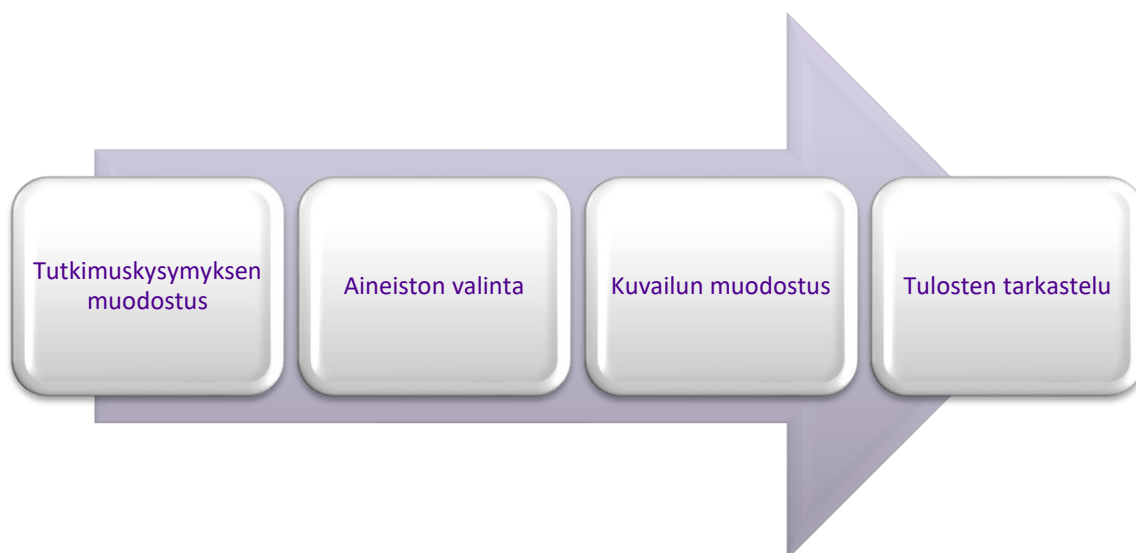 Tutkimuskysymyksen
muodostus
Aineiston valinta
Kuvailun muodostus
Tulosten tarkastelu